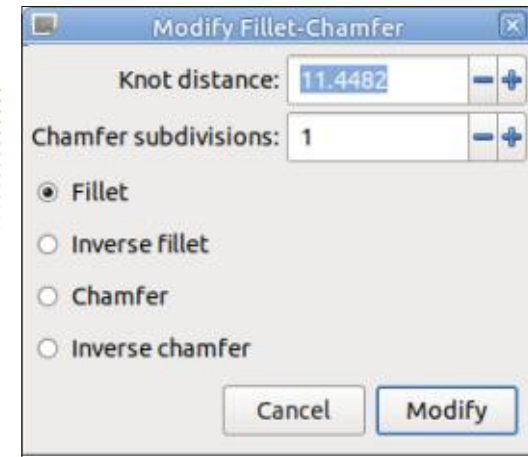 Modify Fillet-Chamfer
Knot distance: 11.4482
Chamfer subdivisions: 1
Fillet
Inverse fillet
Chamfer
Inverse chamfer
Cancel Modify